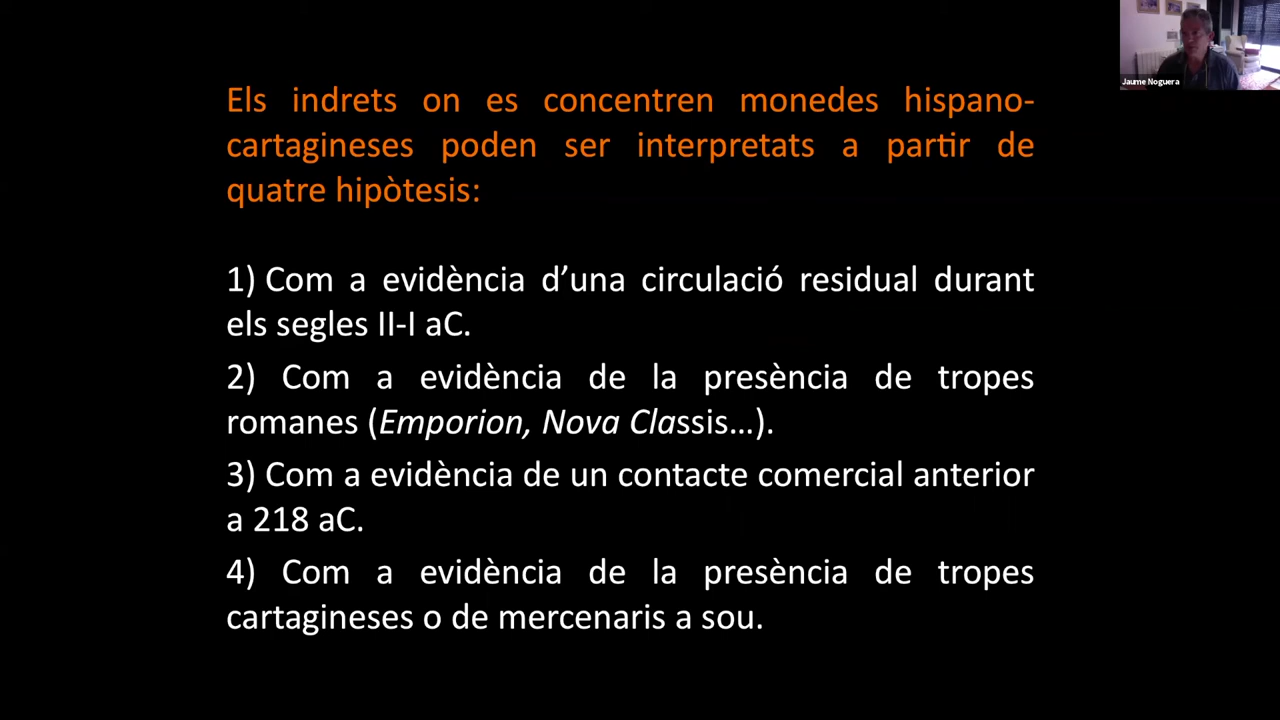 Jaume Noguera
Els indrets on es concentren monedes hispano-
cartagineses poden ser interpretats a partir de
quatre hipòtesis:
1) Com a evidència d’una circulació residual durant
els segles II-I aC.
2) Com a evidència de la presència de tropes
romanes (Emporion, Nova Classis…).
3) Com a evidència de un contacte comercial anterior
a 218 aC.
4) Com a evidència de la presència de tropes
cartagineses o de mercenaris a sou.